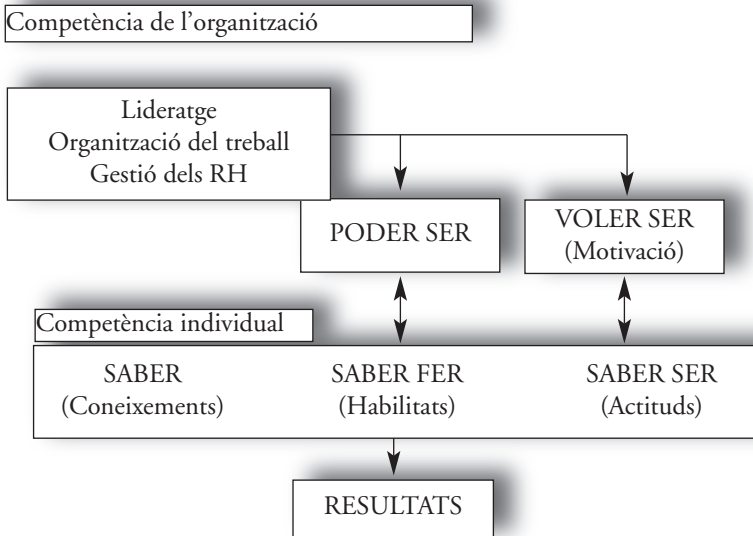 Competència de l’organització
Lideratge
Organització del treball
Gestió dels RH
PODER SER
VOLER SER
(Motivació)
Competència individual
SABER
(Coneixements)
SABER FER
(Habilitats)
SABER SER
(Actituds)
RESULTATS